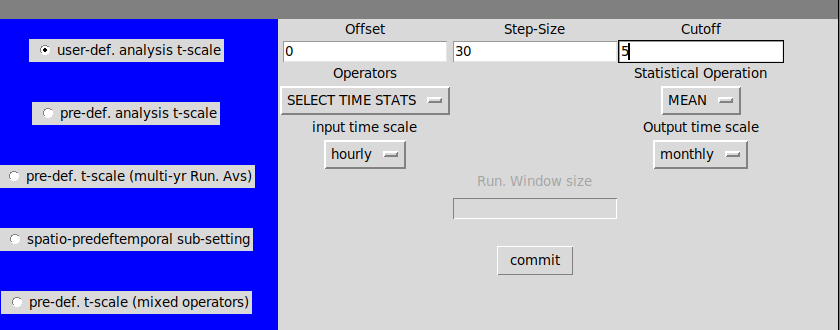 user-def. analysis t-scale
pre-def. analysis t-scale
pre-def. t-scale (multi-yr Run. Avs)
spatio-predeftemporal sub-setting
pre-def. t-scale (mixed operators)
Offset Step-Size Cutoff
0 30 5
Operators Statistical Operation
SELECT TIME STATS MEAN
input time scale Output time scale
hourly monthly
Run. Window size
commit